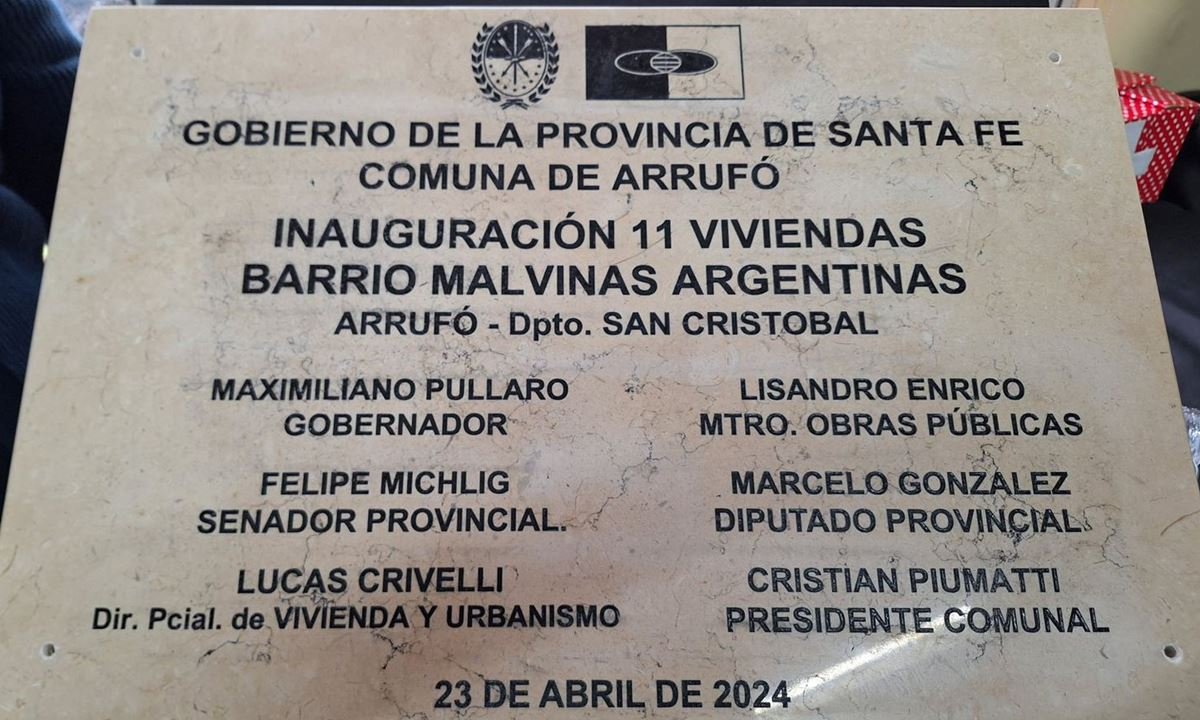 GOBIERNO DE LA PROVINCIA DE SANTA FE
COMUNA DE ARRUFÓ
INAUGURACIÓN 11 VIVIENDAS
BARRIO MALVINAS ARGENTINAS
ARRUFÓ - Dpto. SAN CRISTOBAL
MAXIMILIANO PULLARO
GOBERNADOR
LISANDRO ENRICO
MTRO. OBRAS PÚBLICAS
FELIPE MICHLIG
SENADOR PROVINCIAL.
MARCELO GONZALEZ
DIPUTADO PROVINCIAL.
LUCAS CRIVELLI
Dir. Pcial. de VIVIENDA Y URBANISMO
CRISTIAN PIUMATTI
PRESIDENTE COMUNAL
23 DE ABRIL DE 2024